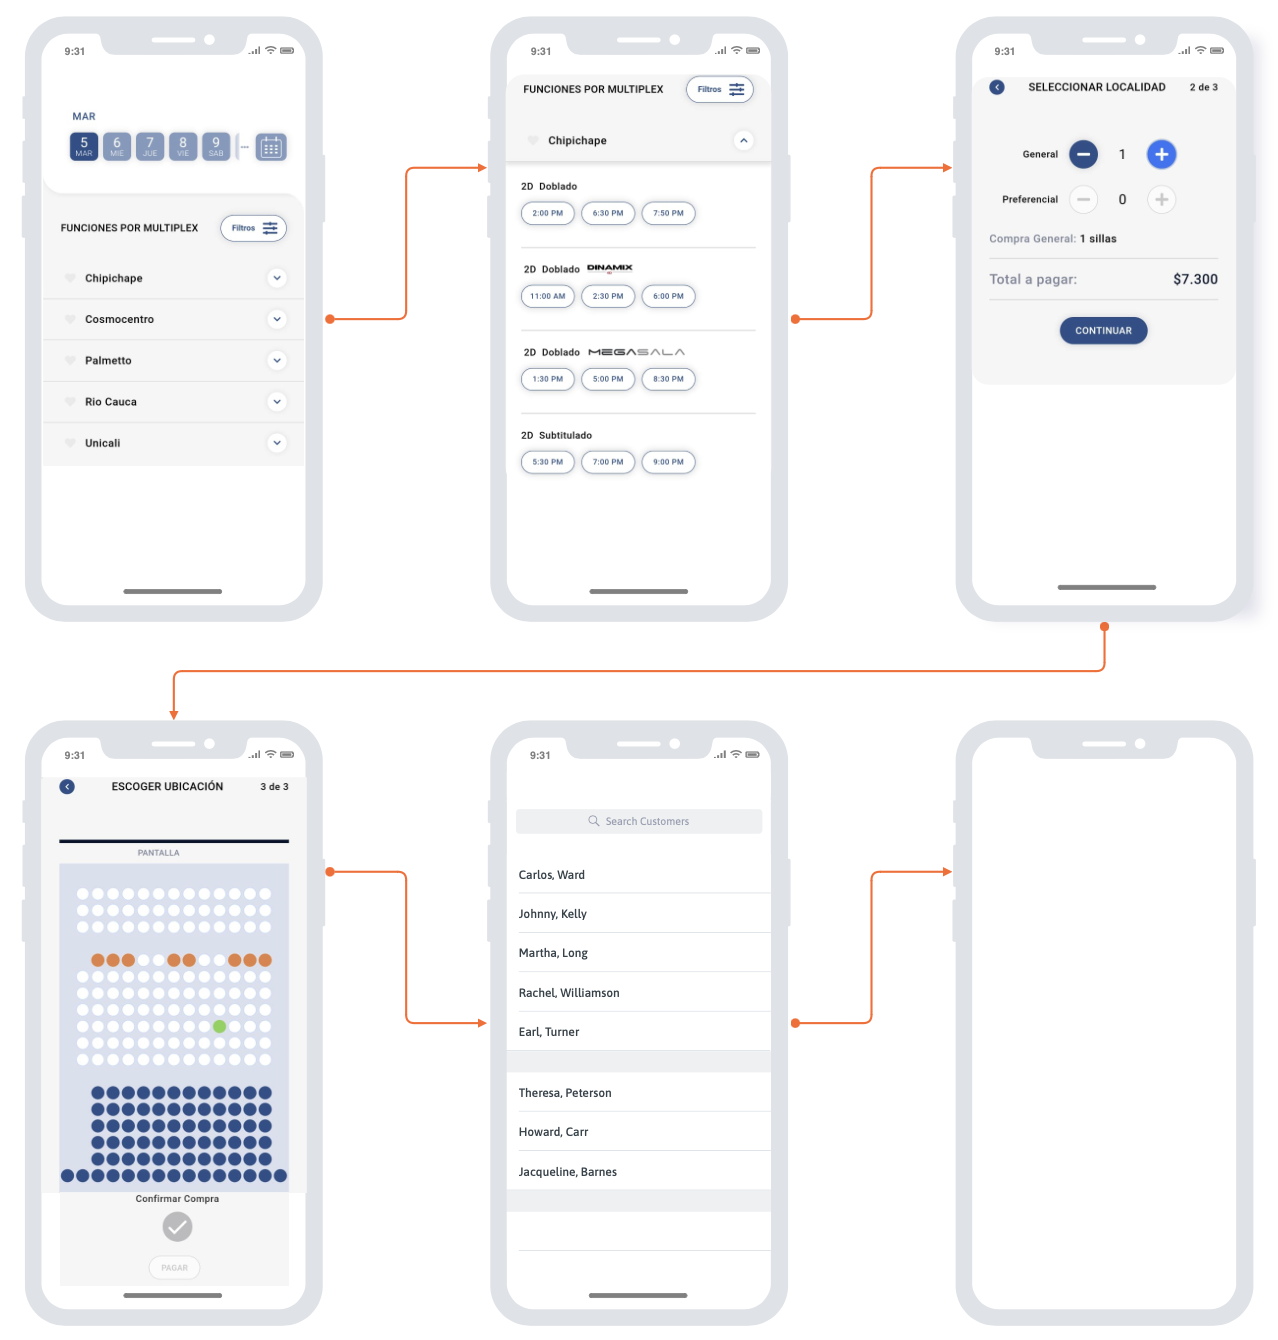 9:31
MAR
5 6 7 8 9 ...
MAR MIE JUE VIE SAB
FUNCIONES POR MULTIPLEX Filtros
Chipichape
Cosmocentro
Palmetto
Rio Cauca
Unicali
9:31
FUNCIONES POR MULTIPLEX Filtros
Chipichape
2D Doblado
2:00 PM 6:30 PM 7:50 PM
2D Doblado DINAMIX
11:00 AM 2:30 PM 6:00 PM
2D Doblado MEGASALA
1:30 PM 5:00 PM 8:30 PM
2D Subtitulado
5:30 PM 7:00 PM 9:00 PM
9:31
SELECCIONAR LOCALIDAD 2 de 3
General 1
Preferencial 0
Compra General: 1 sillas
Total a pagar: $7.300
CONTINUAR
9:31
ESCOGER UBICACIÓN 3 de 3
PANTALLA
Confirmar Compra
PAGAR
9:31
Search Customers
Carlos, Ward
Johnny, Kelly
Martha, Long
Rachel, Williamson
Earl, Turner
Theresa, Peterson
Howard, Carr
Jacqueline, Barnes